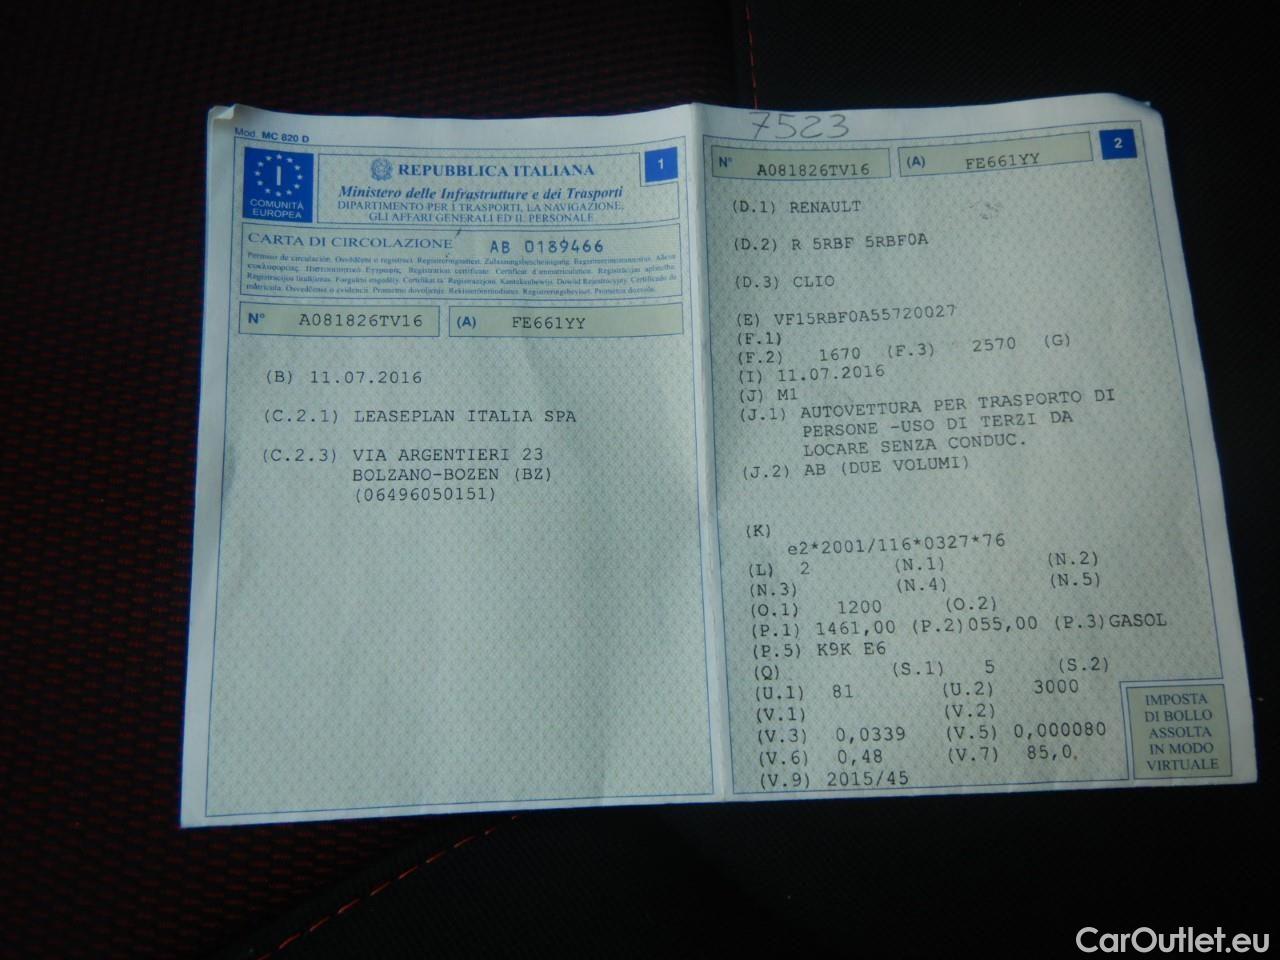 Mod. MC 820 D
I
COMUNITÀ
EUROPEA
REPUBBLICA ITALIANA
1
Ministero delle Infrastrutture e dei Trasporti
DIPARTIMENTO PER I TRASPORTI, LA NAVIGAZIONE,
GLI AFFARI GENERALI ED IL PERSONALE
CARTA DI CIRCOLAZIONE AB 0189466
N° A081826TV16 (A) FE661YY
(B) 11.07.2016
(C.2.1) LEASEPLAN ITALIA SPA
(C.2.3) VIA ARGENTIERI 23
BOLZANO-BOZEN (BZ)
(06496050151)
7523
N° A081826TV16 (A) FE661YY
2
(D.1) RENAULT
(D.2) R 5RBF 5RBF0A
(D.3) CLIO
(E) VF15RBF0A55720027
(F.1)
(F.2) 1670 (F.3) 2570 (G)
(I) 11.07.2016
(J) M1
(J.1) AUTOVETTURA PER TRASPORTO DI
PERSONE -USO DI TERZI DA
LOCARE SENZA CONDUC.
(J.2) AB (DUE VOLUMI)
(K)
e2*2001/116*0327*76
(L) 2 (N.1) (N.2)
(N.3) (N.4) (N.5)
(O.1) 1200 (O.2)
(P.1) 1461,00 (P.2)055,00 (P.3)GASOL
(P.5) K9K E6
(Q) (S.1) 5 (S.2)
(U.1) 81 (U.2) 3000
(V.1) (V.2)
(V.3) 0,0339 (V.5) 0,000080
(V.6) 0,48 (V.7) 85,0
(V.9) 2015/45
IMPOSTA
DI BOLLO
ASSOLTA
IN MODO
VIRTUALE
CarOutlet.eu